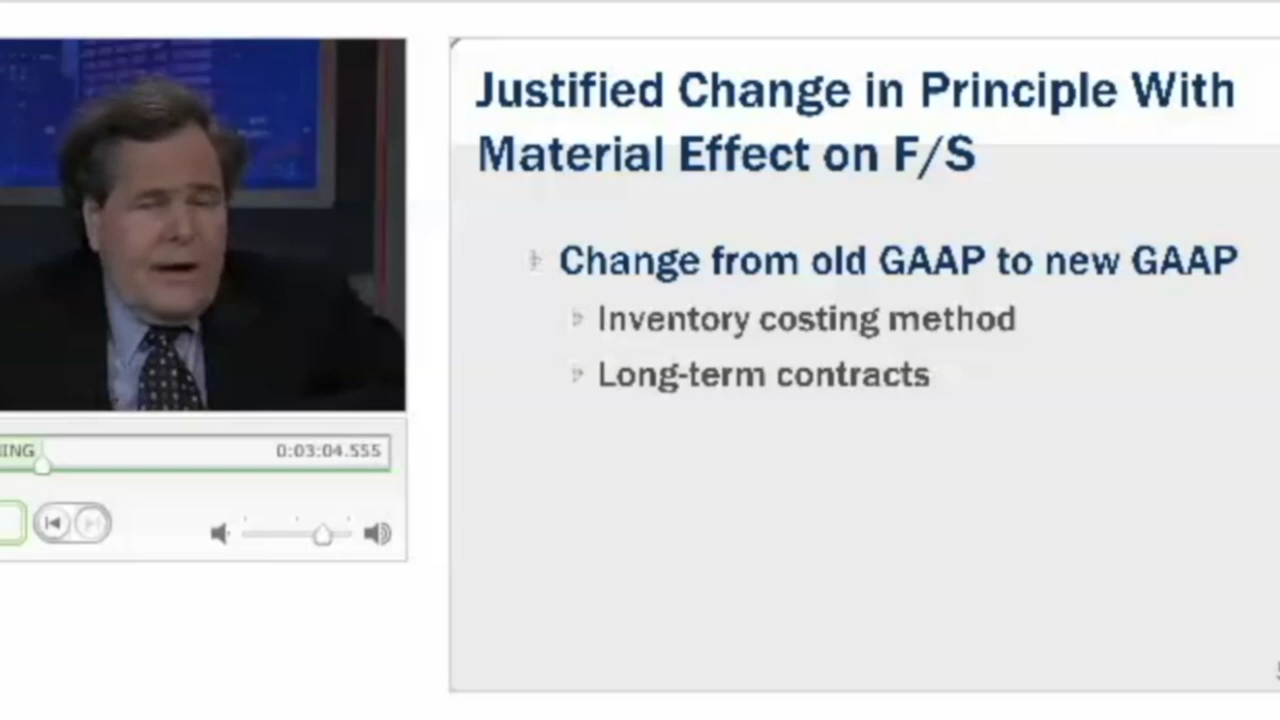 Justified Change in Principle With
Material Effect on F/S
Change from old GAAP to new GAAP
Inventory costing method
Long-term contracts
0:03:04.555